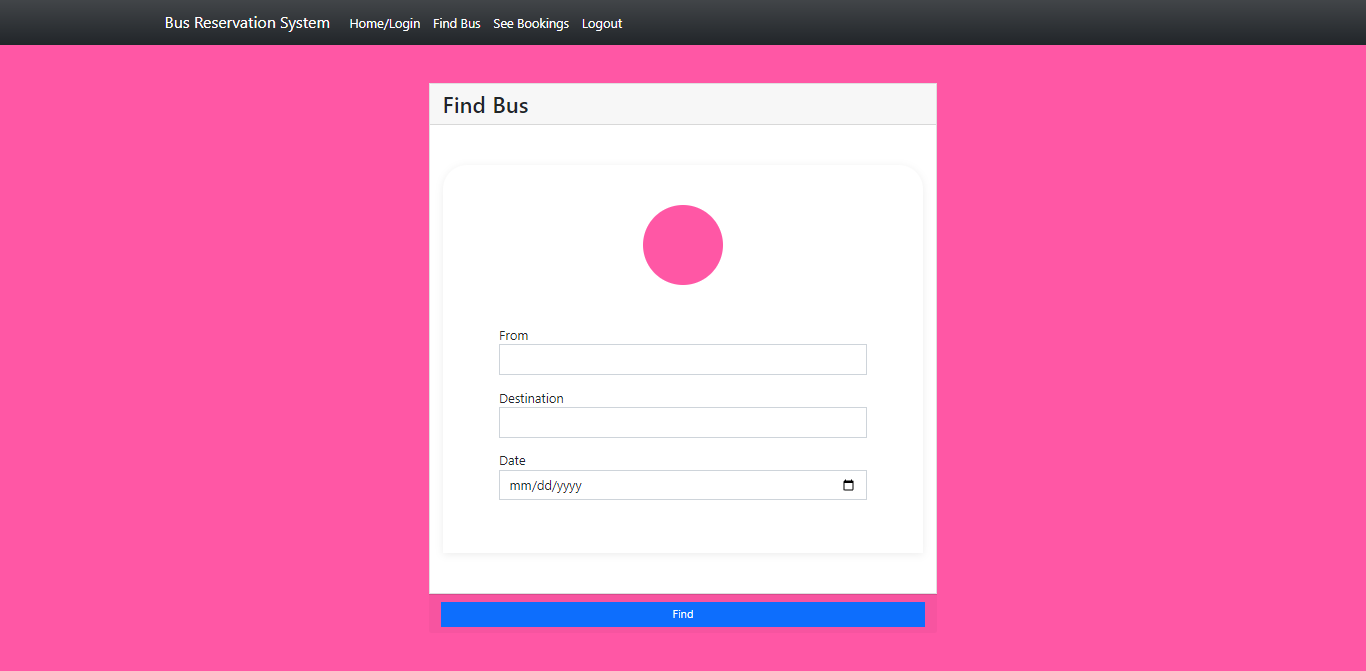 Bus Reservation System Home/Login Find Bus See Bookings Logout
Find Bus
From
Destination
Date
mm/dd/yyyy
Find